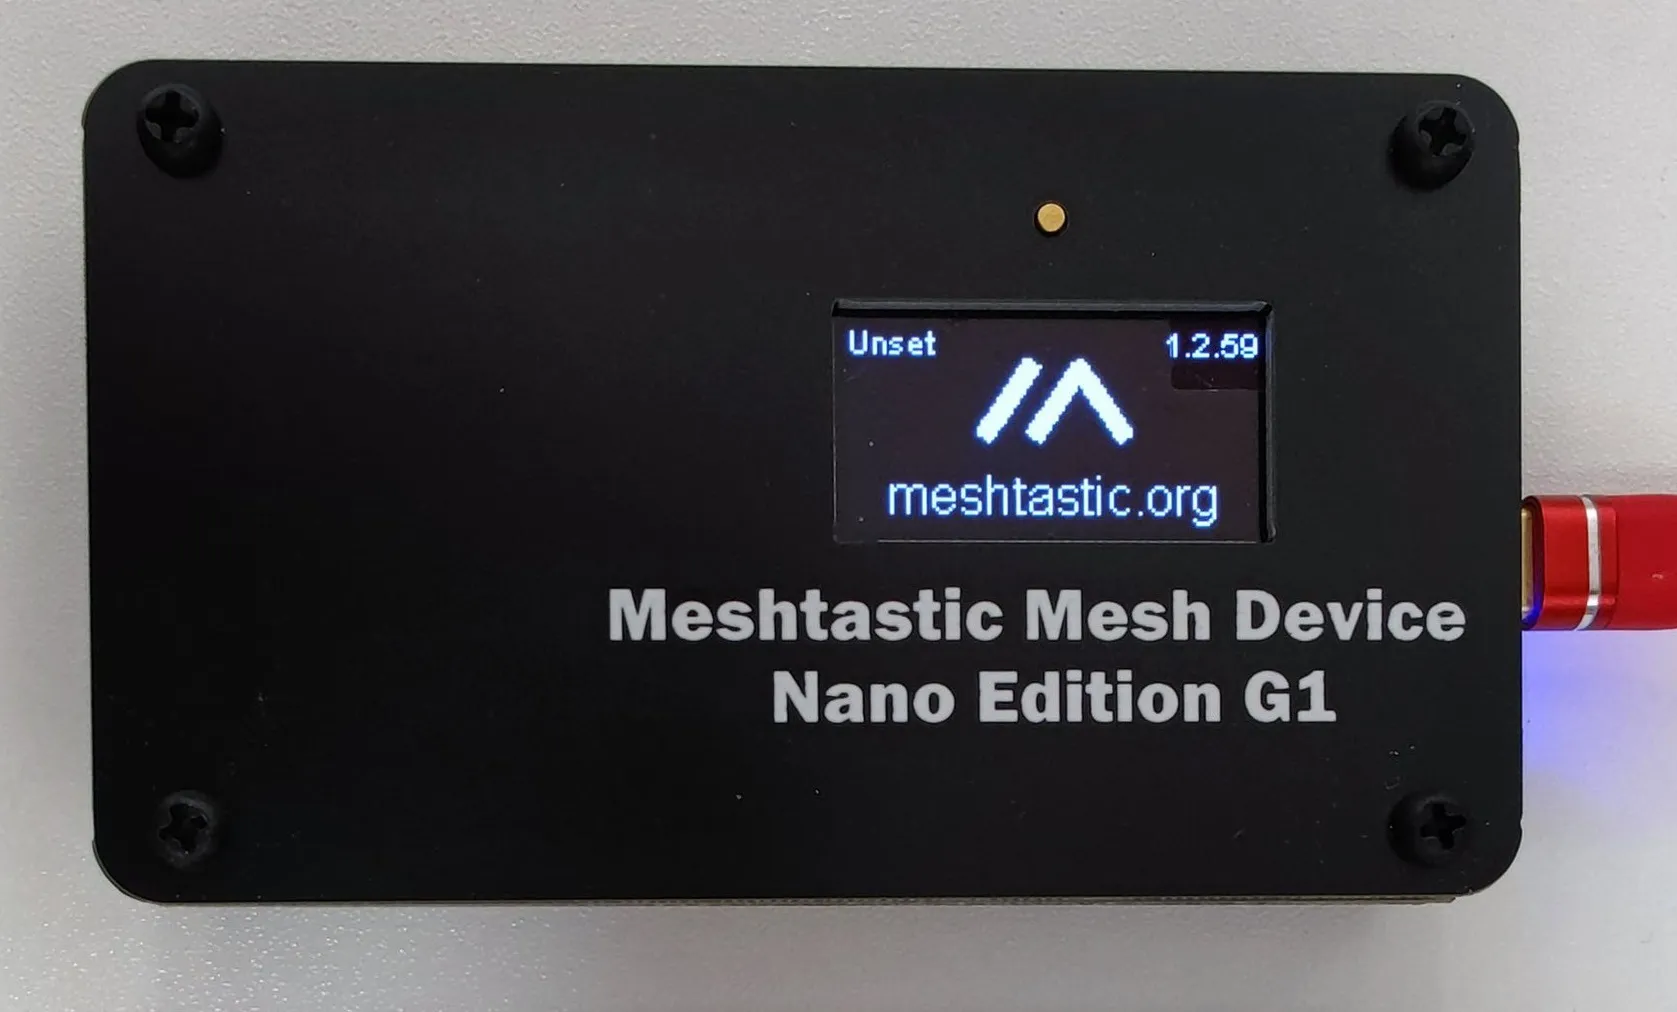 Unset 1.2.59
meshtastic.org
Meshtastic Mesh Device
Nano Edition G1